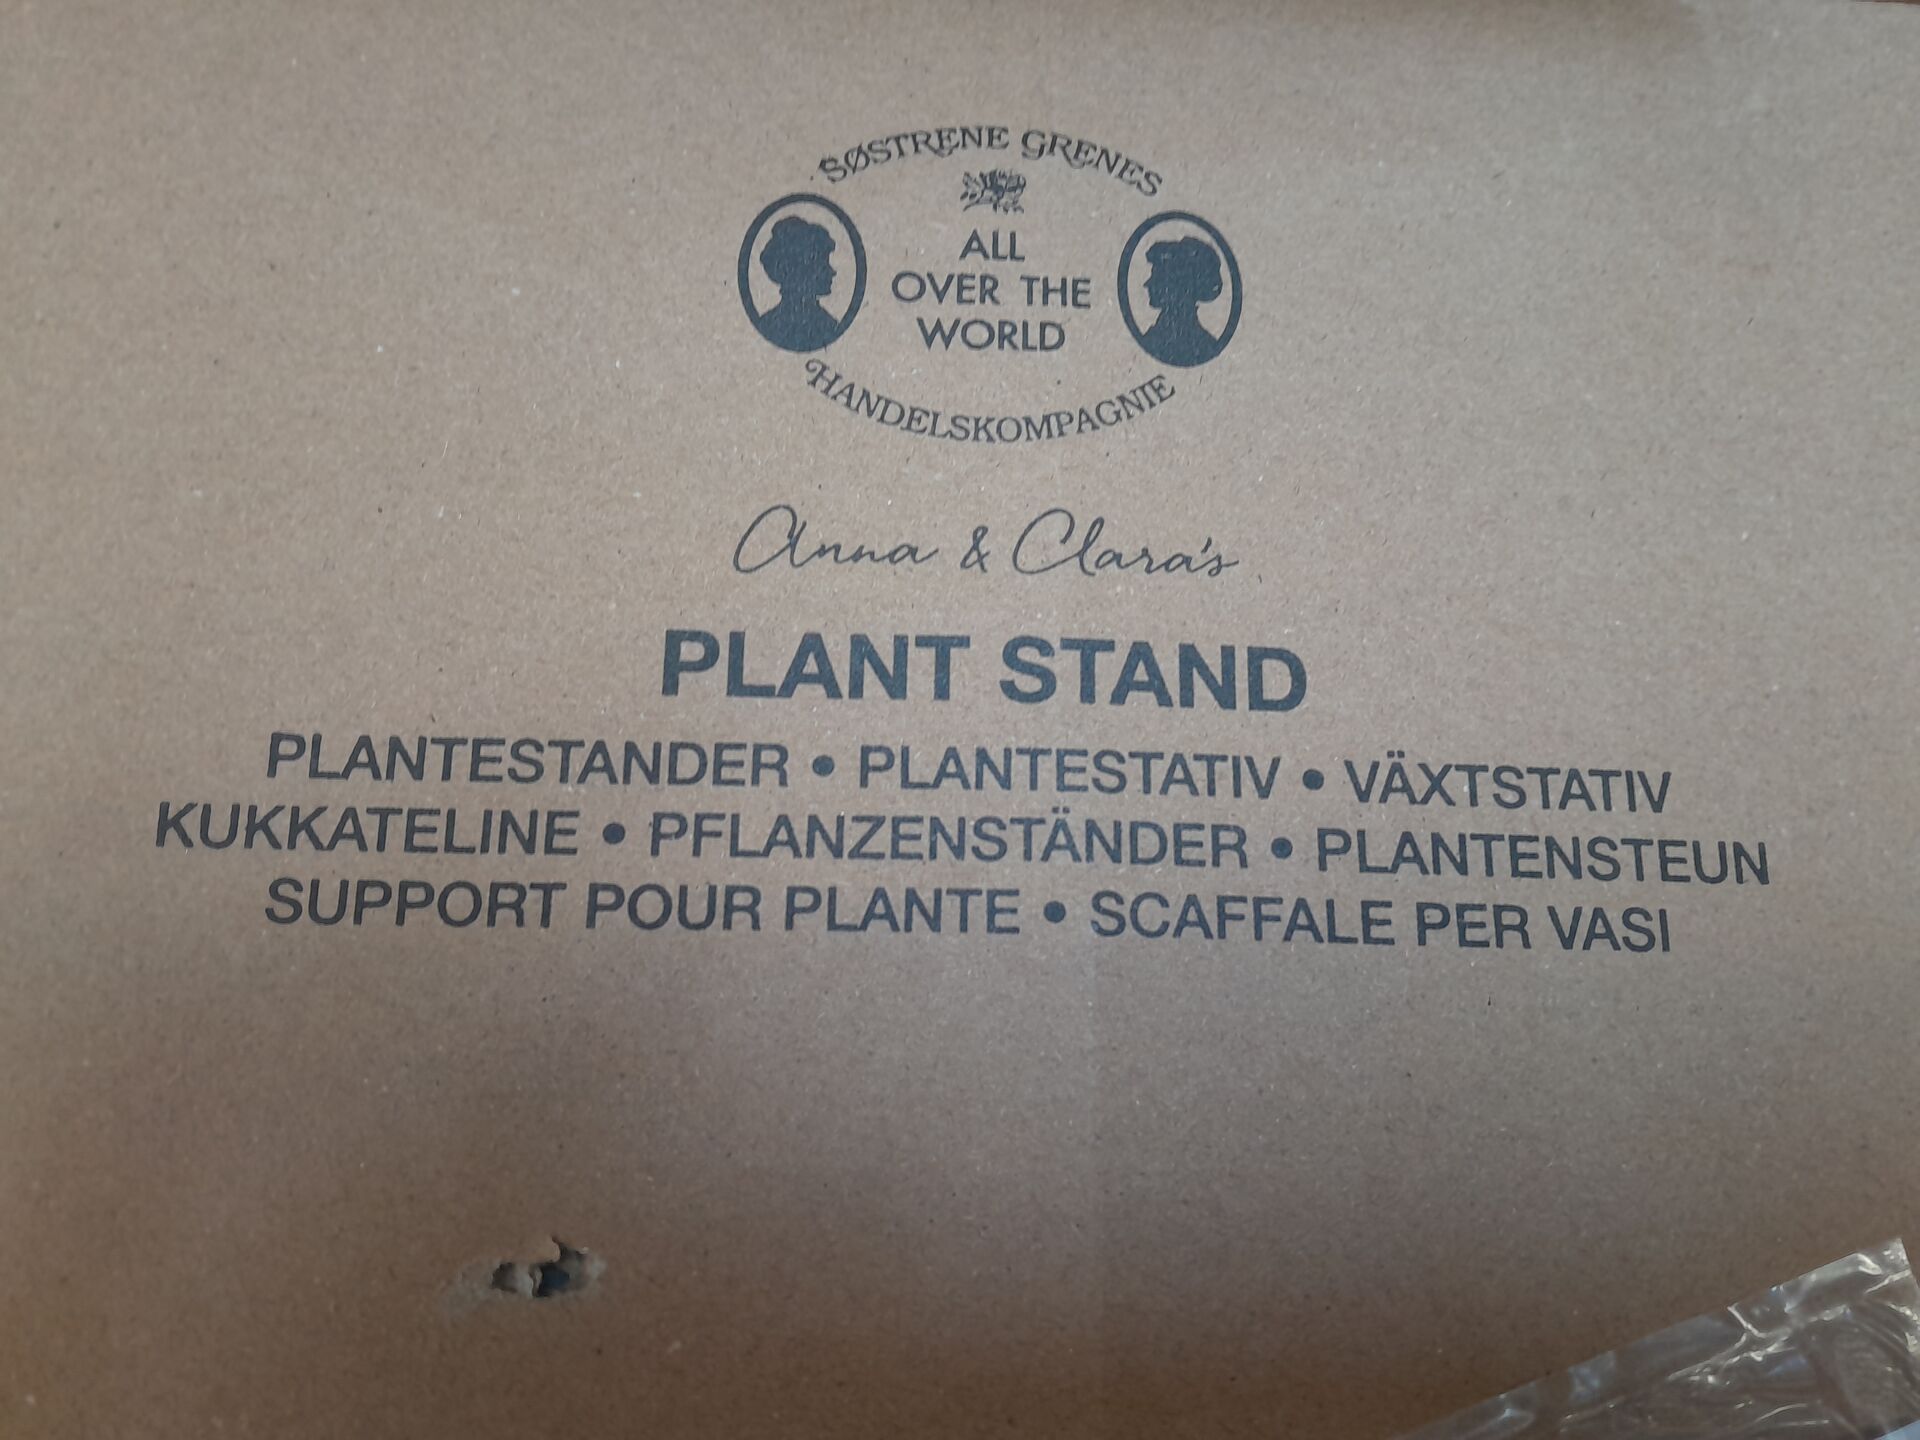 SØSTRENE GRENES
ALL
OVER THE
WORLD
HANDELSKOMPAGNIE
Anna & Clara's
PLANT STAND
PLANTESTANDER • PLANTESTATIV • VÄXTSTATIV
KUKKATELINE • PFLANZENSTÄNDER • PLANTENSTEUN
SUPPORT POUR PLANTE • SCAFFALE PER VASI